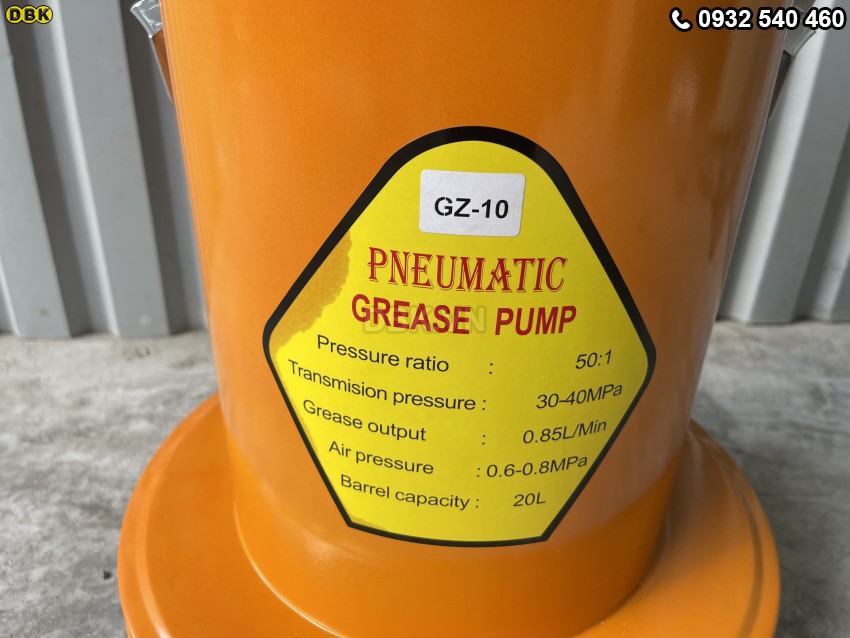 DBK
0932 540 460
GZ-10
PNEUMATIC
GREASE PUMP
Pressure ratio : 50:1
Transmision pressure : 30-40MPa
Grease output : 0.85L/Min
Air pressure : 0.6-0.8MPa
Barrel capacity : 20L